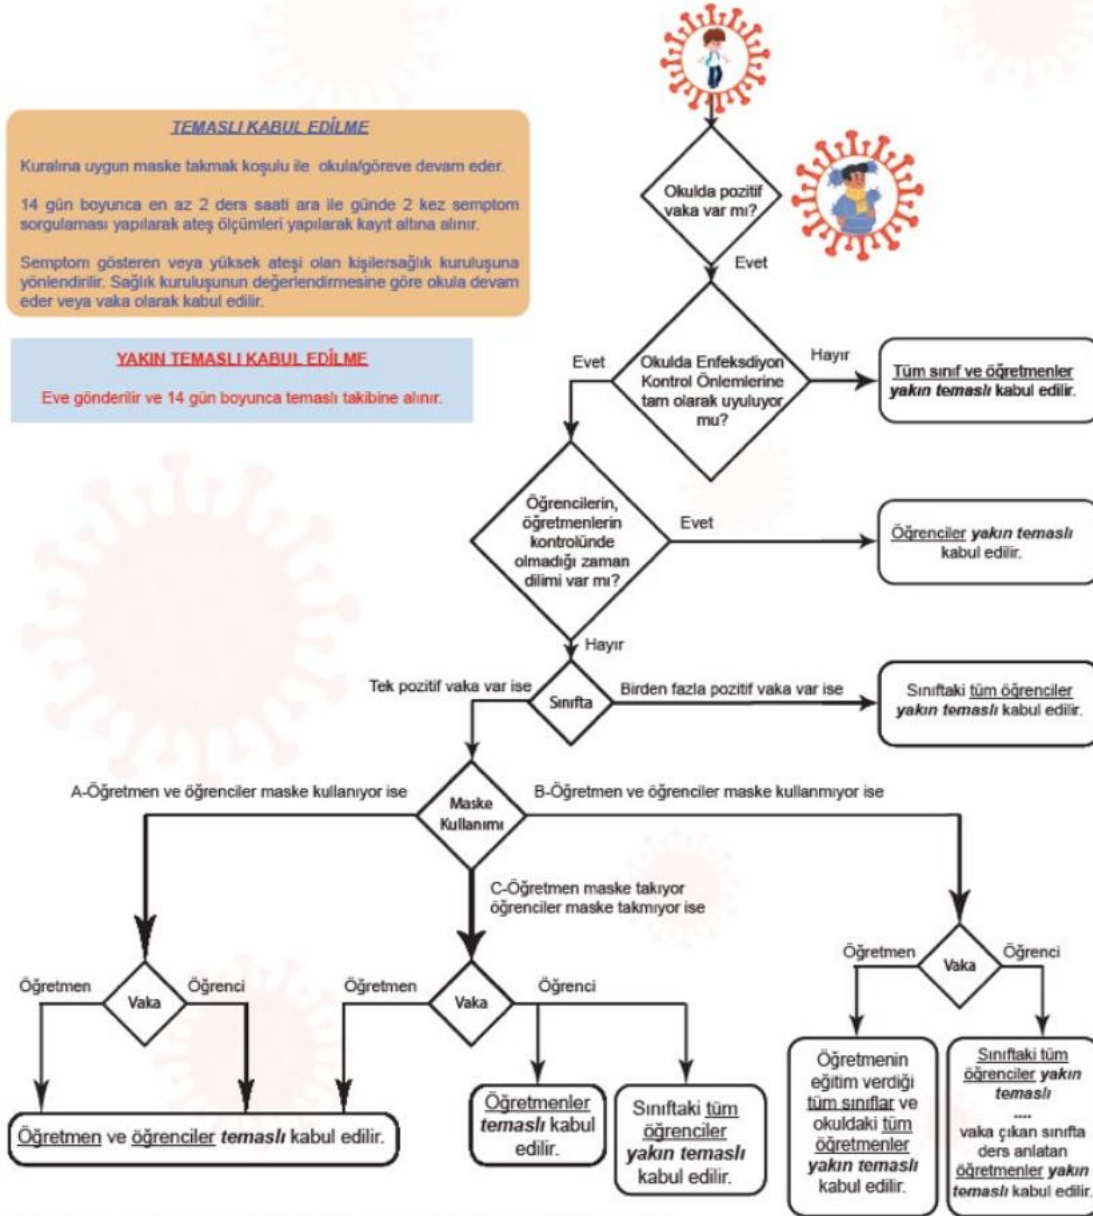 TEMASLI KABUL EDİLME
Kuralına uygun maske takmak koşulu ile okula/göreve devam eder.
14 gün boyunca en az 2 ders saati ara ile günde 2 kez semptom
sorgulaması yapılarak ateş ölçümleri yapılarak kayıt altına alınır.
Semptom gösteren veya yüksek ateşi olan kişilersağlık kuruluşuna
yönlendirilir. Sağlık kuruluşunun değerlendirmesine göre okula devam
eder veya vaka olarak kabul edilir.
YAKIN TEMASLI KABUL EDİLME
Eve gönderilir ve 14 gün boyunca temaslı takibine alınır.
Okulda pozitif
vaka var mı?
Evet
Evet
Okulda Enfeksdiyon
Kontrol Önlemlerine
tam olarak uyuluyor
mu?
Hayır
Tüm sınıf ve öğretmenler
yakın temaslı kabul edilir.
Öğrencilerin,
öğretmenlerin
kontrolünde
olmadığı zaman
dilimi var mı?
Evet
Öğrenciler yakın temaslı
kabul edilir.
Hayır
Tek pozitif vaka var ise
Sınıfta
Birden fazla pozitif vaka var ise
Sınıftaki tüm öğrenciler
yakın temaslı kabul edilir.
A-Öğretmen ve öğrenciler maske kullanıyor ise
Maske
Kullanımı
B-Öğretmen ve öğrenciler maske kullanmıyor ise
C-Öğretmen maske takıyor
öğrenciler maske takmıyor ise
Öğretmen
Vaka
Öğrenci
Öğretmen
Vaka
Öğrenci
Öğretmen
Vaka
Öğrenci
Öğretmen ve öğrenciler temaslı kabul edilir.
Öğretmenler
temaslı kabul
edilir.
Sınıftaki tüm
öğrenciler
yakın temaslı
kabul edilir.
Öğretmenin
eğitim verdiği
tüm sınıflar ve
okuldaki tüm
öğretmenler
yakın temaslı
kabul edilir.
Sınıftaki tüm
öğrenciler yakın
temaslı
....
vaka çıkan sınıfta
ders anlatan
öğretmenler yakın
temaslı kabul edilir.